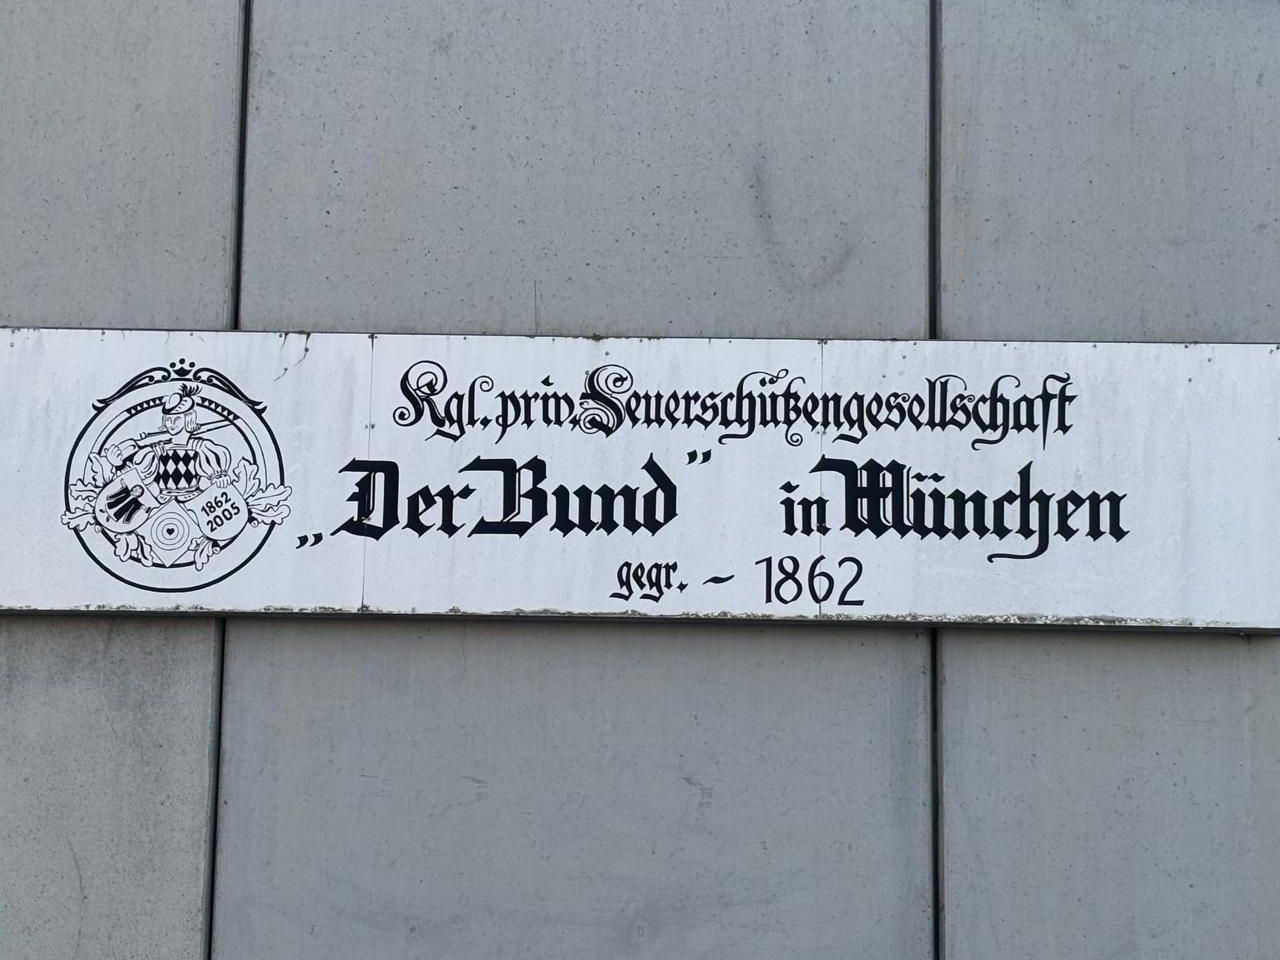 Kgl. priv. Feuerschützengesellschaft
„Der Bund” in München
gegr. – 1862
1862
2005